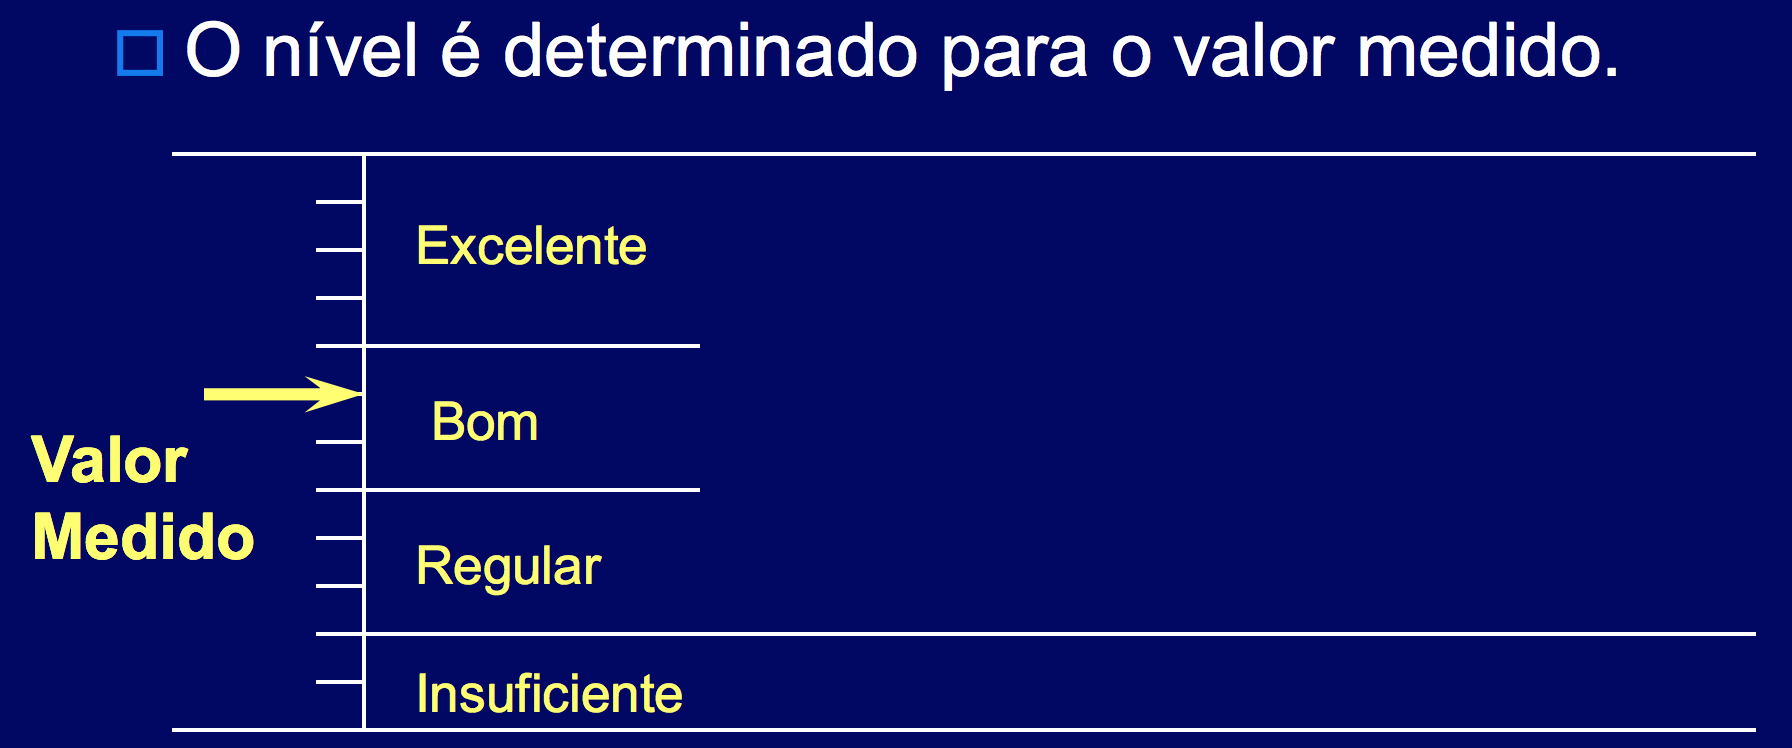 O nível é determinado para o valor medido.
Excelente
Bom
Valor
Medido
Regular
Insuficiente